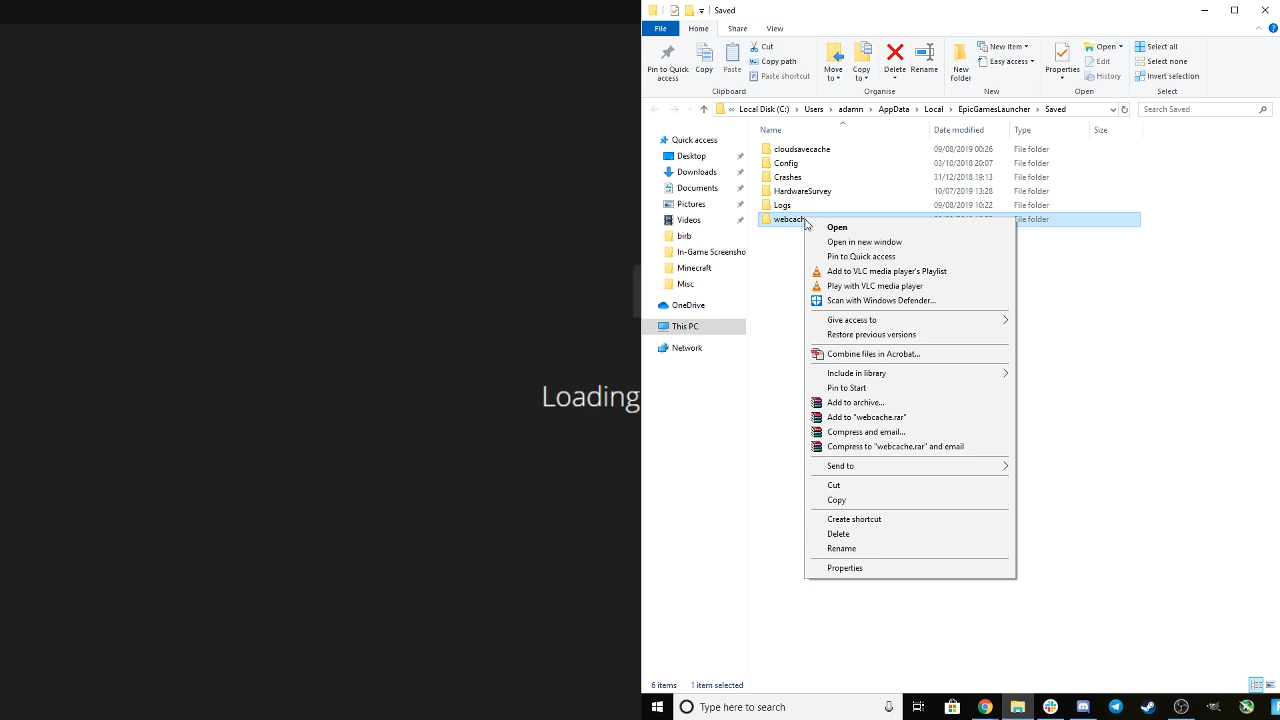 Loading
Saved
File
Home
Share
View
Pin to Quick access
Copy
Paste
Cut
Copy path
Paste shortcut
Clipboard
Move to
Copy to
Delete
Rename
Organise
New folder
New item
Easy access
New
Properties
Open
Edit
History
Open
Select all
Select none
Invert selection
Select
« Local Disk (C:) › Users › adamn › AppData › Local › EpicGamesLauncher › Saved
Search Saved
Quick access
Desktop
Downloads
Documents
Pictures
Videos
birb
In-Game Screensho
Minecraft
Misc
OneDrive
This PC
Network
Name Date modified Type Size
cloudsavecache 09/08/2019 00:26 File folder
Config 03/10/2018 20:07 File folder
Crashes 31/12/2018 19:13 File folder
HardwareSurvey 10/07/2019 13:28 File folder
Logs 09/08/2019 10:22 File folder
webcach File folder
Open
Open in new window
Pin to Quick access
Add to VLC media player's Playlist
Play with VLC media player
Scan with Windows Defender...
Give access to
Restore previous versions
Combine files in Acrobat...
Include in library
Pin to Start
Add to archive...
Add to "webcache.rar"
Compress and email...
Compress to "webcache.rar" and email
Send to
Cut
Copy
Create shortcut
Delete
Rename
Properties
6 items 1 item selected
Type here to search